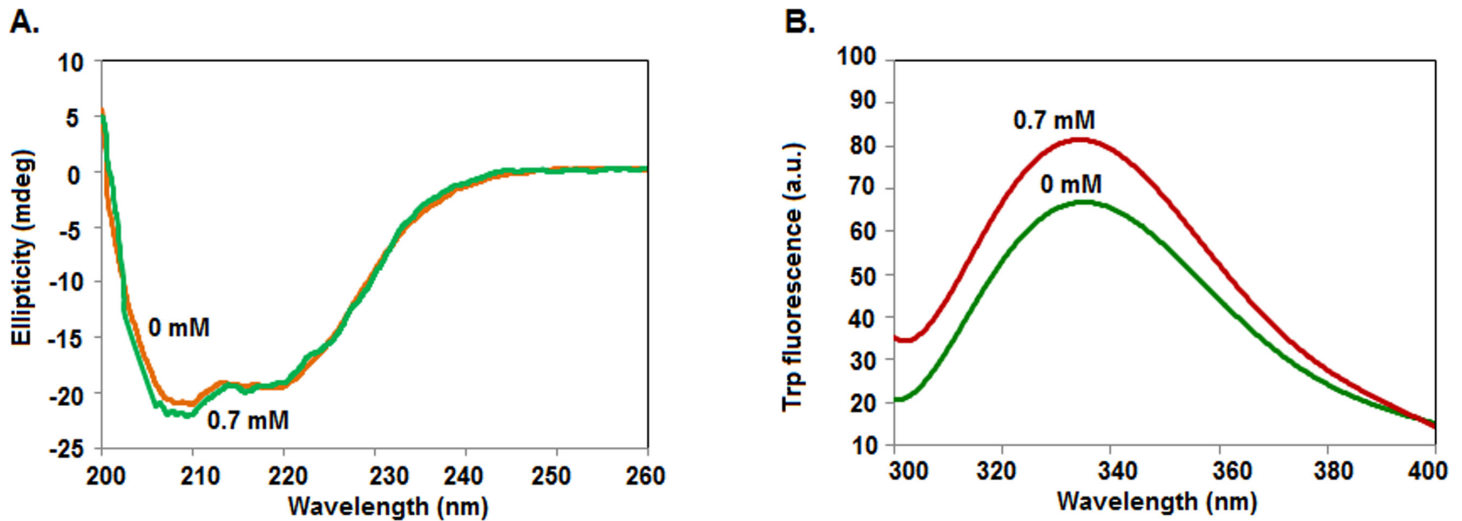 A.
10
5
0
-5
-10
-15
-20
-25
Ellipticity (mdeg)
0 mM
0.7 mM
200 210 220 230 240 250 260
Wavelength (nm)
B.
100
90
80
70
60
50
40
30
20
10
Trp fluorescence (a.u.)
0.7 mM
0 mM
300 320 340 360 380 400
Wavelength (nm)